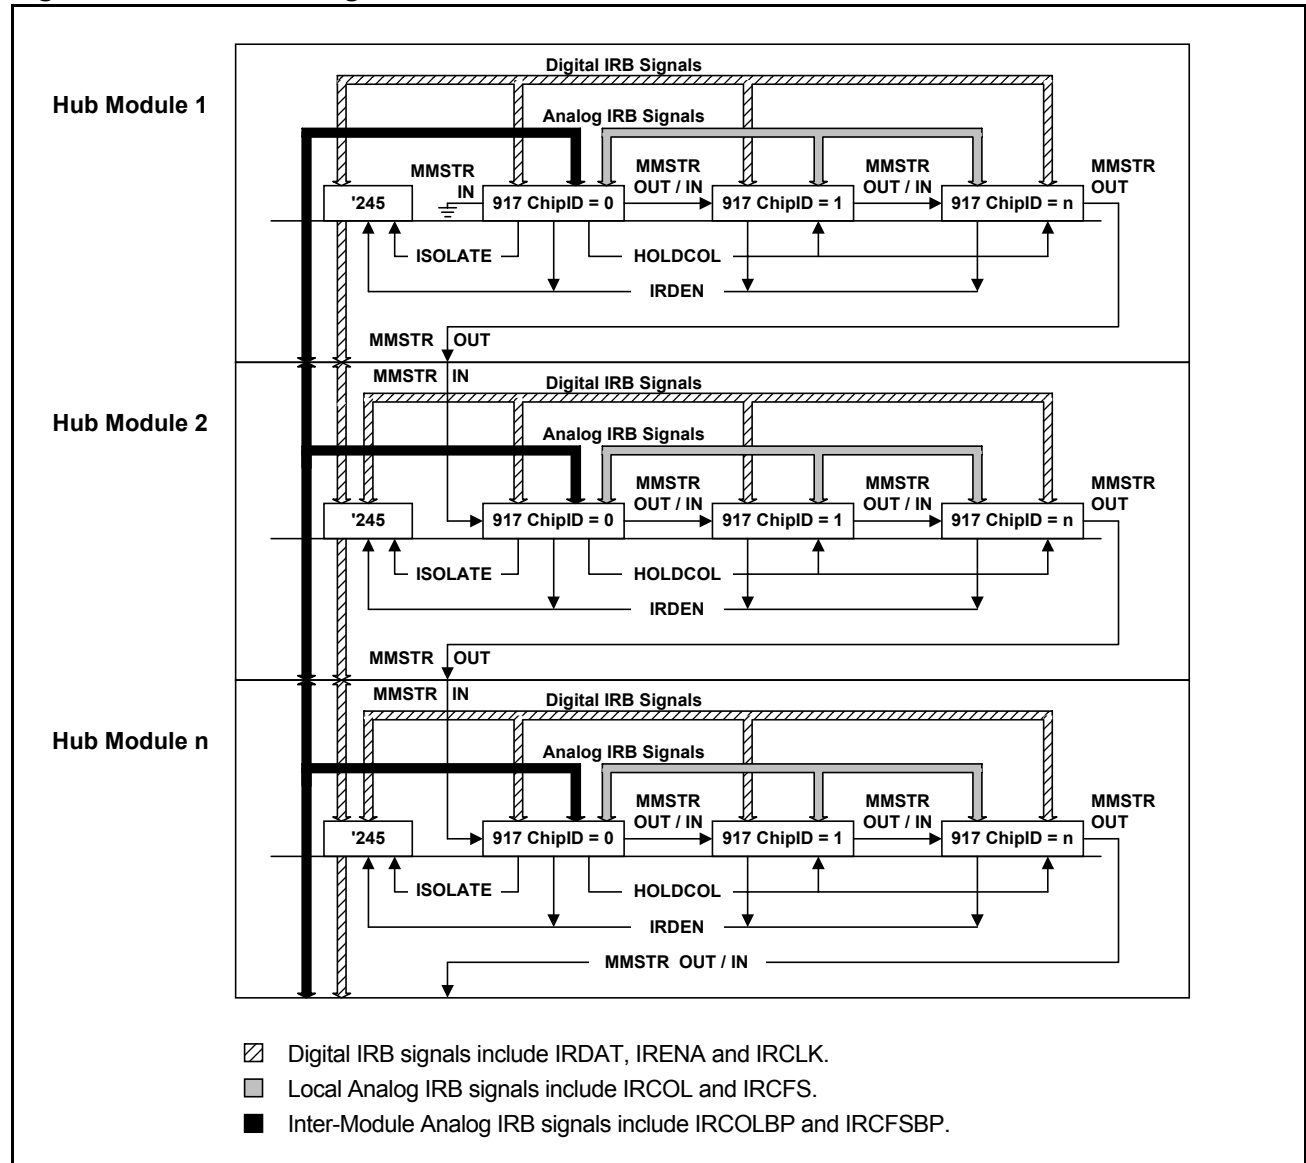 Hub Module 1
Digital IRB Signals
Analog IRB Signals
MMSTR
IN
MMSTR
OUT / IN
MMSTR
OUT / IN
MMSTR
OUT
'245
917 ChipID = 0
917 ChipID = 1
917 ChipID = n
ISOLATE
HOLDCOL
IRDEN
MMSTR OUT
MMSTR IN
Hub Module 2
Digital IRB Signals
Analog IRB Signals
MMSTR
OUT / IN
MMSTR
OUT / IN
MMSTR
OUT
'245
917 ChipID = 0
917 ChipID = 1
917 ChipID = n
ISOLATE
HOLDCOL
IRDEN
MMSTR OUT
MMSTR IN
Hub Module n
Digital IRB Signals
Analog IRB Signals
MMSTR
OUT / IN
MMSTR
OUT / IN
MMSTR
OUT
'245
917 ChipID = 0
917 ChipID = 1
917 ChipID = n
ISOLATE
HOLDCOL
IRDEN
MMSTR OUT / IN
Digital IRB signals include IRDAT, IRENA and IRCLK.
Local Analog IRB signals include IRCOL and IRCFS.
Inter-Module Analog IRB signals include IRCOLBP and IRCFSBP.